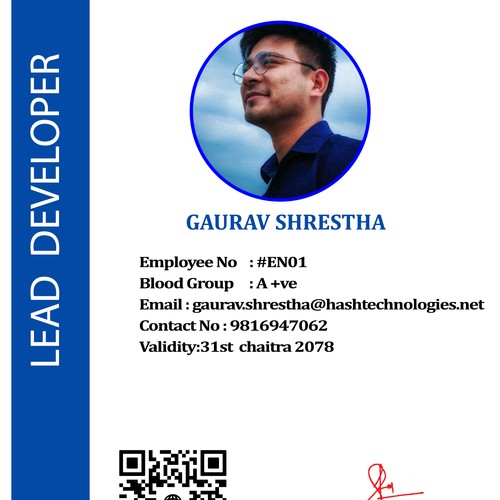 LEAD DEVELOPER
GAURAV SHRESTHA
Employee No : #EN01
Blood Group : A +ve
Email : gaurav.shrestha@hashtechnologies.net
Contact No : 9816947062
Validity:31st chaitra 2078